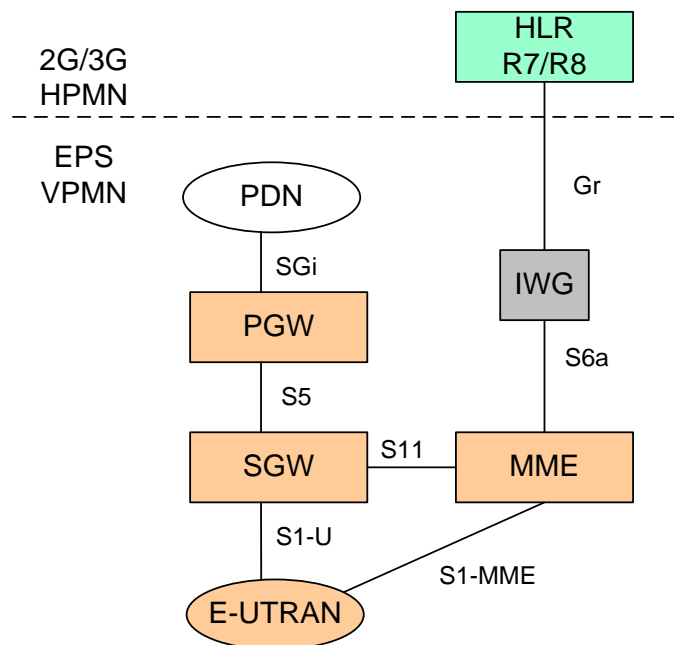 HLR
R7/R8
2G/3G
HPMN
EPS
VPMN
PDN
Gr
SGi
IWG
PGW
S6a
S5
S11
SGW
MME
S1-U
S1-MME
E-UTRAN